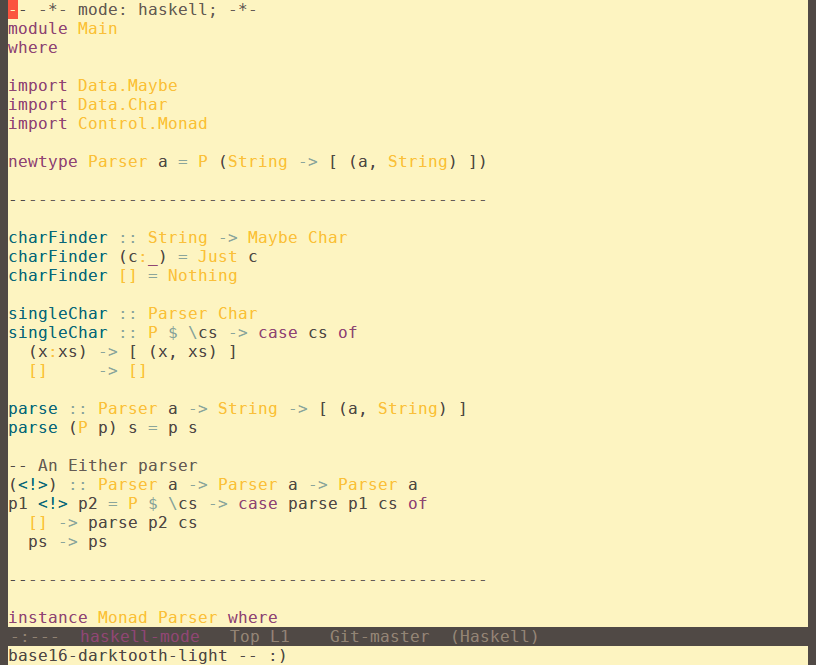 -- -*- mode: haskell; -*-
module Main
where

import Data.Maybe
import Data.Char
import Control.Monad

newtype Parser a = P (String -> [ (a, String) ])

------------------------------------------------

charFinder :: String -> Maybe Char
charFinder (c:_) = Just c
charFinder [] = Nothing

singleChar :: Parser Char
singleChar :: P $ \cs -> case cs of
  (x:xs) -> [ (x, xs) ]
  []     -> []

parse :: Parser a -> String -> [ (a, String) ]
parse (P p) s = p s

-- An Either parser
(<!>) :: Parser a -> Parser a -> Parser a
p1 <!> p2 = P $ \cs -> case parse p1 cs of
  [] -> parse p2 cs
  ps -> ps

------------------------------------------------

instance Monad Parser where
-:---  haskell-mode   Top L1    Git-master  (Haskell)
base16-darktooth-light -- :)